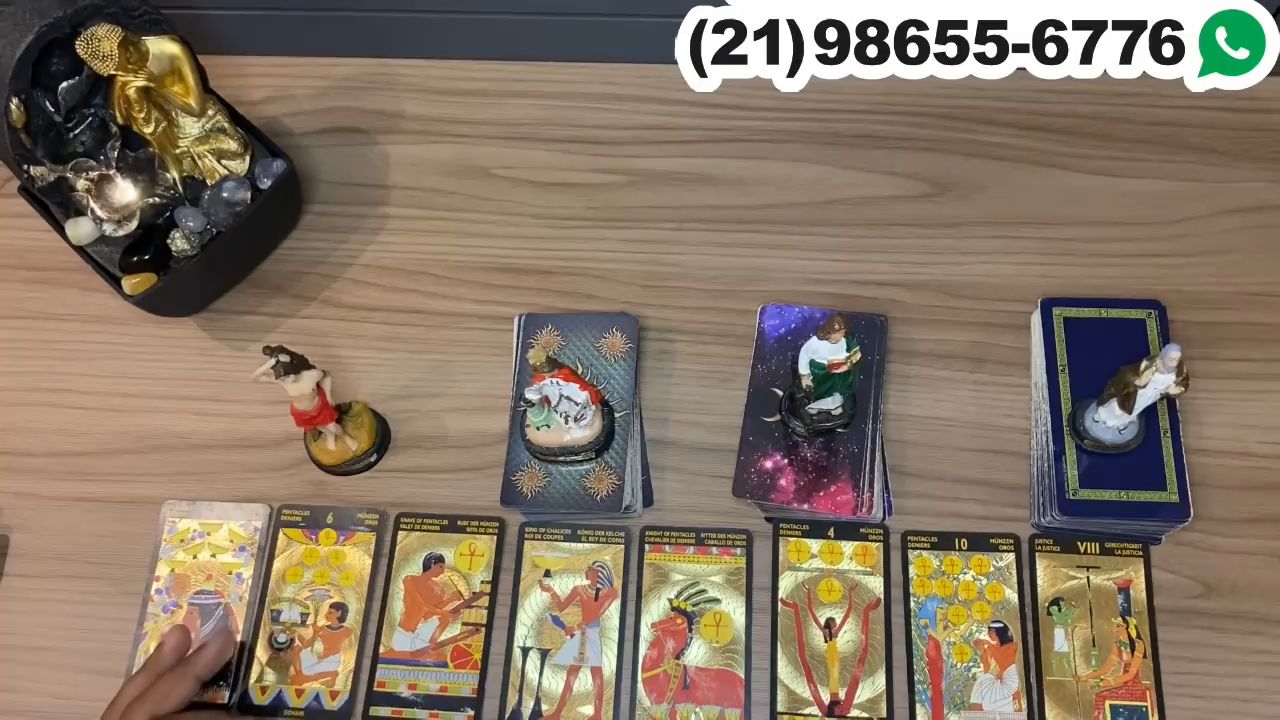 (21)98655-6776
PENTACLES 6 MÜNZEN
DENIERS OROS
DENARI
KNAVE OF PENTACLES BUBE DER MÜNZEN
VALET DE DENIERS SOTA DE OROS
KING OF CHALICES KÖNIG DER KELCHE
ROI DE COUPES EL REY DE COPAS
KNIGHT OF PENTACLES RITTER DER MÜNZEN
CHEVALIER DE DENIERS CABALLO DE OROS
PENTACLES 4 MÜNZEN
DENIERS OROS
PENTACLES 10 MÜNZEN
DENIERS OROS
JUSTICE VIII GERECHTIGKEIT
LA JUSTICE LA JUSTICIA